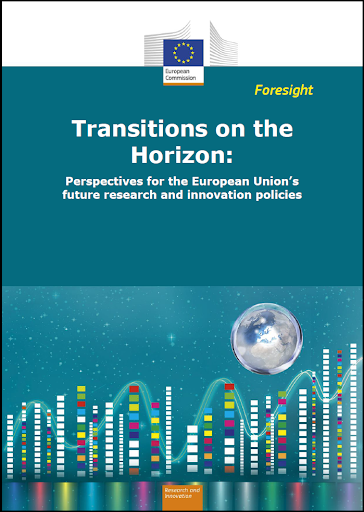 European
Commission
Foresight
Transitions on the
Horizon:
Perspectives for the European Union's
future research and innovation policies
Research and
Innovation